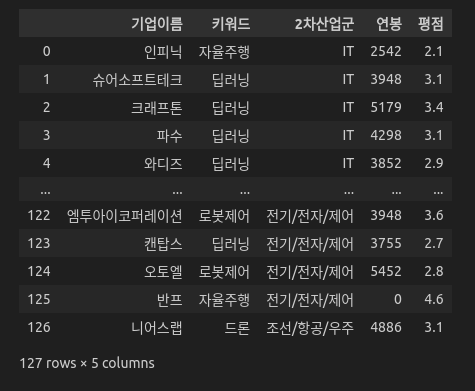 기업이름 키워드 2차산업군 연봉 평점
0 인피닉 자율주행 IT 2542 2.1
1 슈어소프트테크 딥러닝 IT 3948 3.1
2 크래프톤 딥러닝 IT 5179 3.4
3 파수 딥러닝 IT 4298 3.1
4 와디즈 딥러닝 IT 3852 2.9
... ... ... ... ... ...
122 엠투아이코퍼레이션 로봇제어 전기/전자/제어 3948 3.6
123 캔탑스 딥러닝 전기/전자/제어 3755 2.7
124 오토엘 로봇제어 전기/전자/제어 5452 2.8
125 반프 자율주행 전기/전자/제어 0 4.6
126 니어스랩 드론 조선/항공/우주 4886 3.1
127 rows × 5 columns